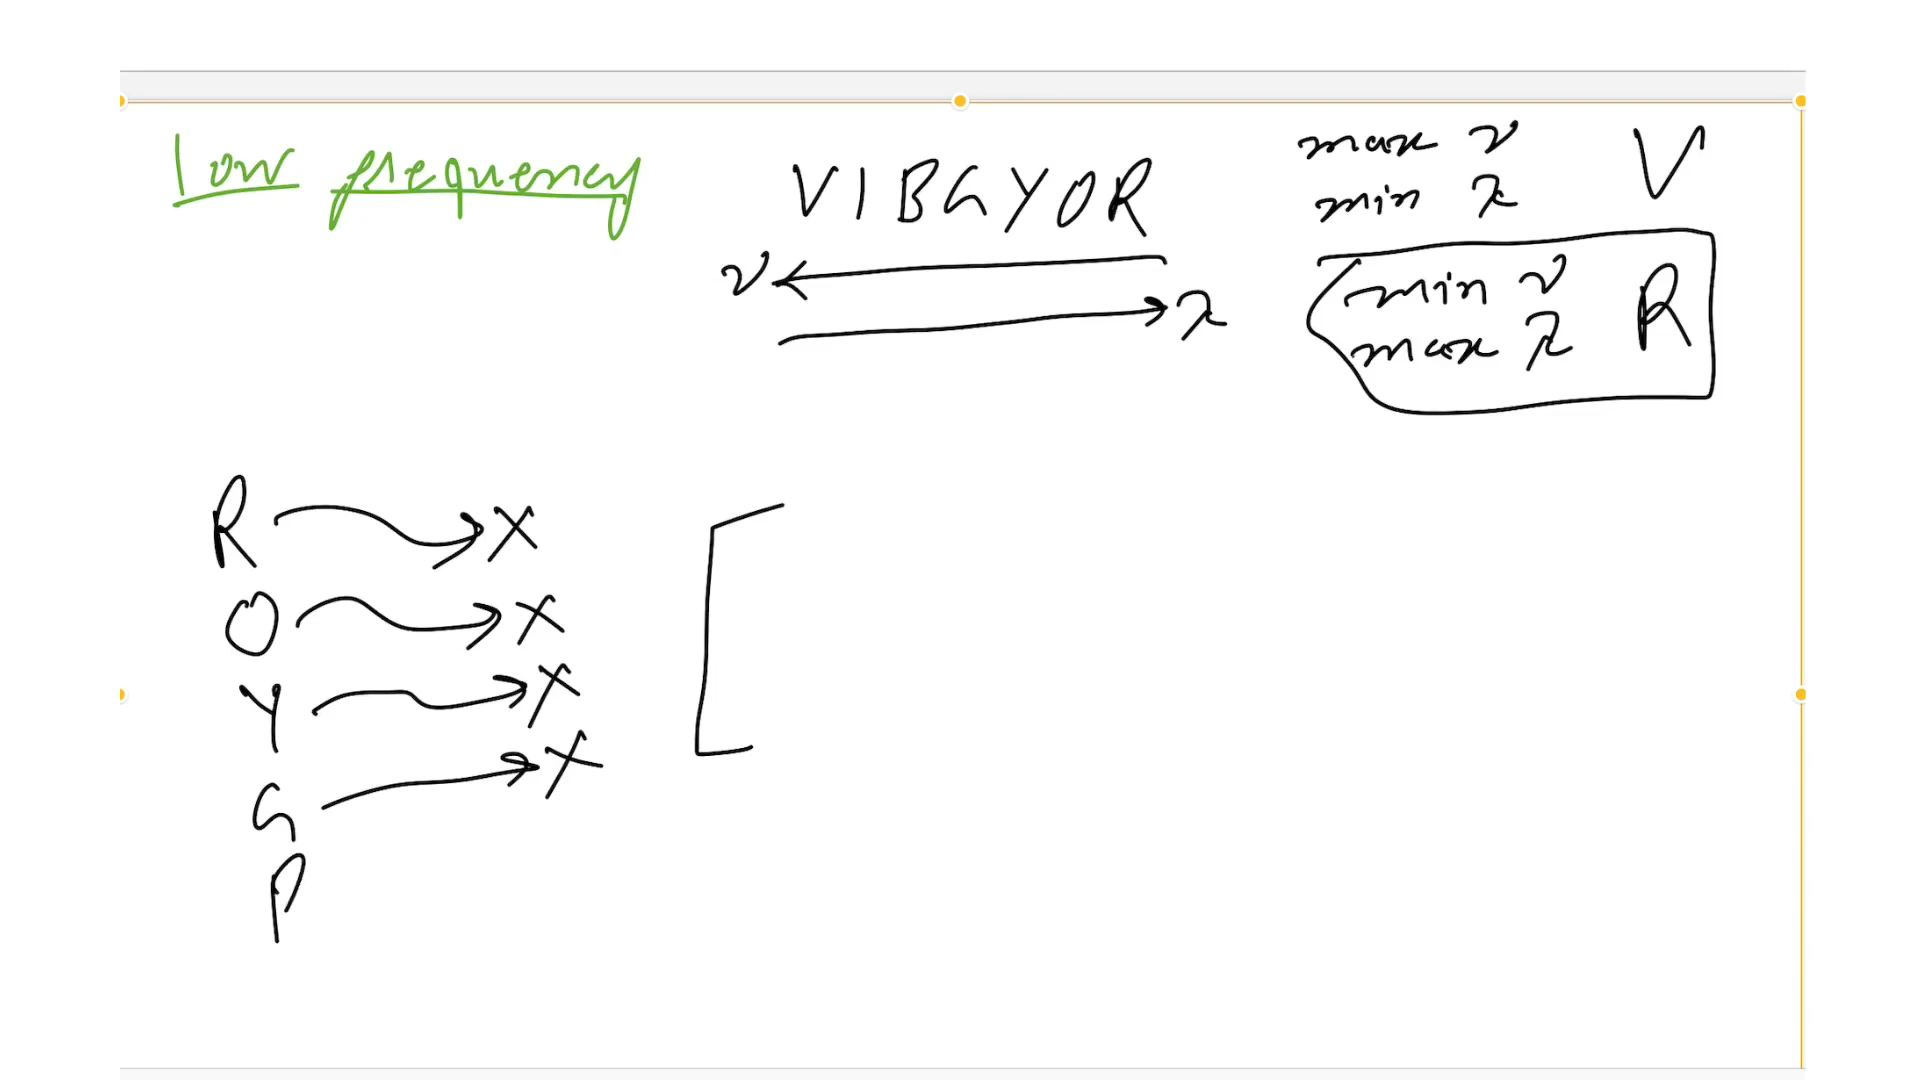 Low frequency
VIBGYOR
ν
λ
max ν V
min λ
min ν R
max λ
R X
O X
Y X
G X
P